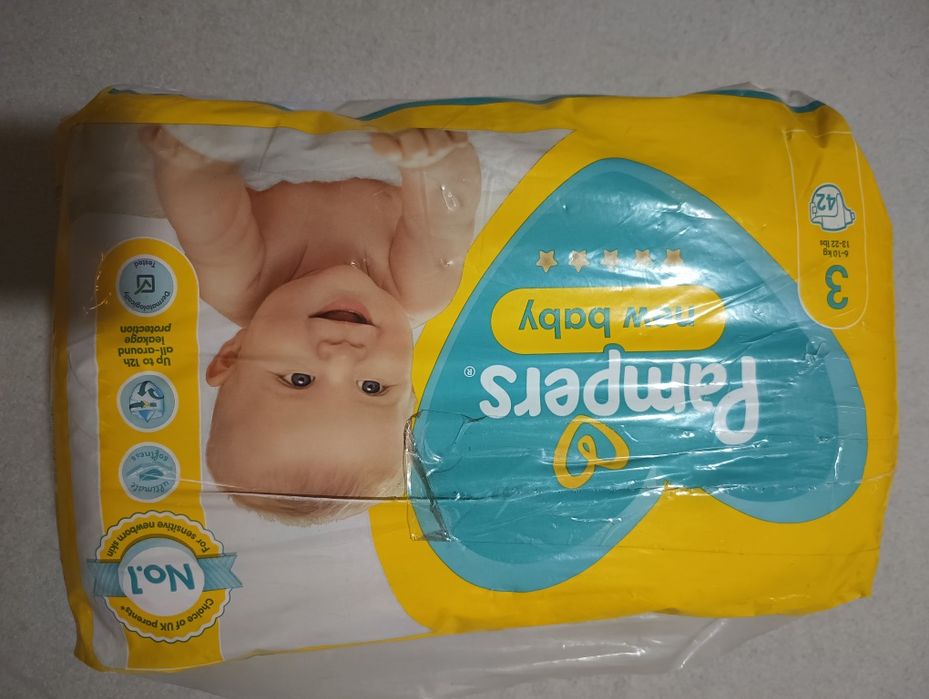 3
6-10 kg
13-22 lbs
42
Pampers®
new baby
No.1
Choice of UK parents*
For sensitive newborn skin
ultimate
softness
Up to 12h
all-around
leakage
protection
Dermatologically
Tested